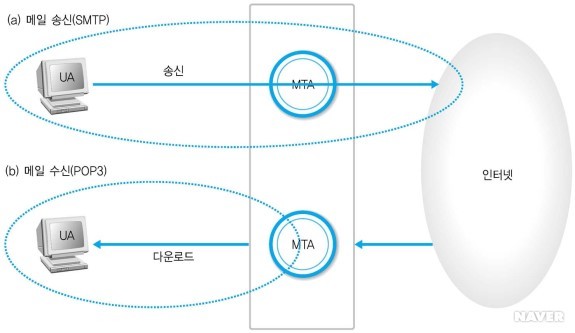 (a) 메일 송신(SMTP)
UA
송신
MTA
인터넷
(b) 메일 수신(POP3)
UA
다운로드
MTA
NAVER